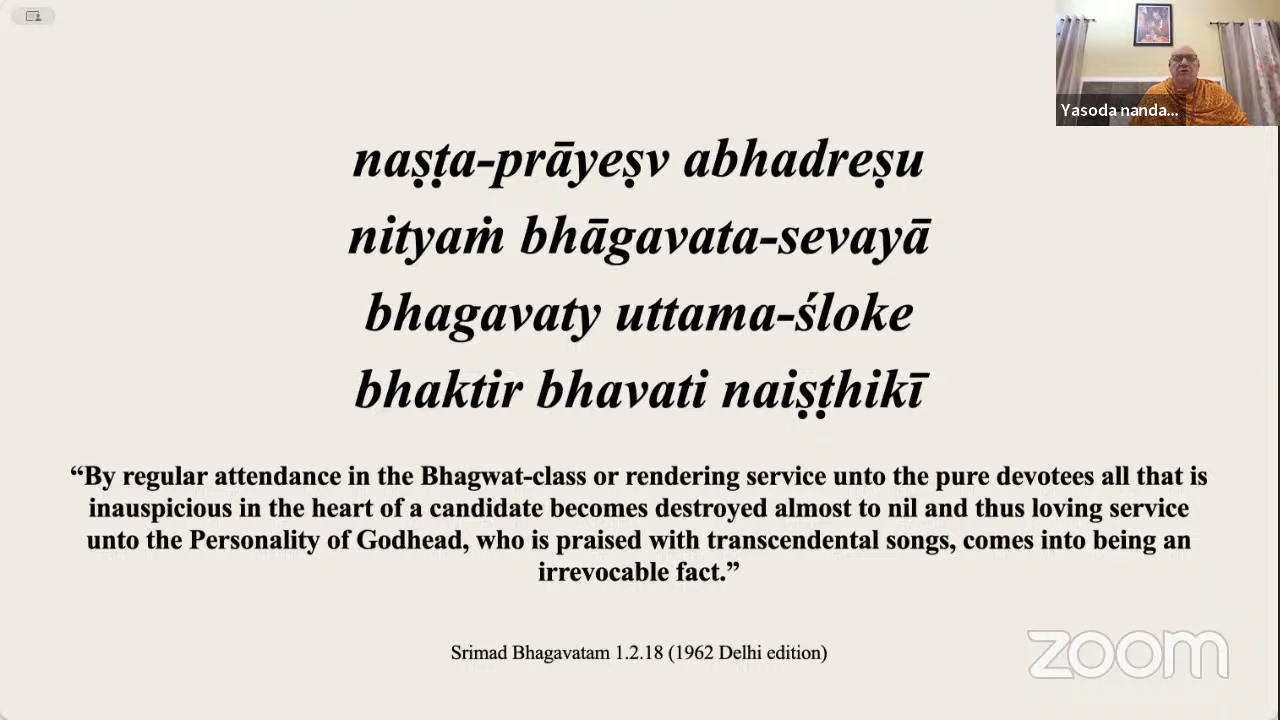 Yasoda nanda...
naṣṭa-prāyeṣv abhadreṣu
nityaṁ bhāgavata-sevayā
bhagavaty uttama-śloke
bhaktir bhavati naiṣṭhikī
“By regular attendance in the Bhagwat-class or rendering service unto the pure devotees all that is
inauspicious in the heart of a candidate becomes destroyed almost to nil and thus loving service
unto the Personality of Godhead, who is praised with transcendental songs, comes into being an
irrevocable fact.”
Srimad Bhagavatam 1.2.18 (1962 Delhi edition)
zoom